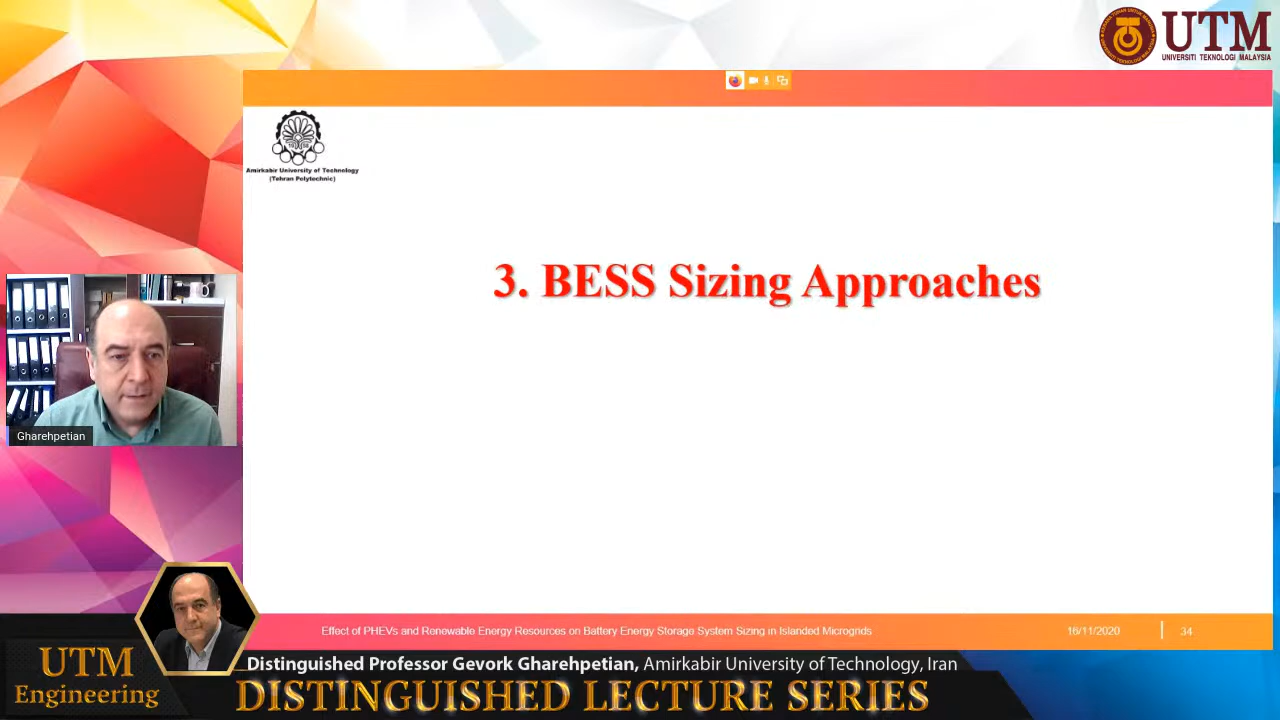 UTM
UNIVERSITI TEKNOLOGI MALAYSIA
Amirkabir University of Technology
(Tehran Polytechnic)
3. BESS Sizing Approaches
Gharehpetian
Effect of PHEVs and Renewable Energy Resources on Battery Energy Storage System Sizing in Islanded Microgrids
16/11/2020
34
UTM
Engineering
Distinguished Professor Gevork Gharehpetian, Amirkabir University of Technology, Iran
DISTINGUISHED LECTURE SERIES